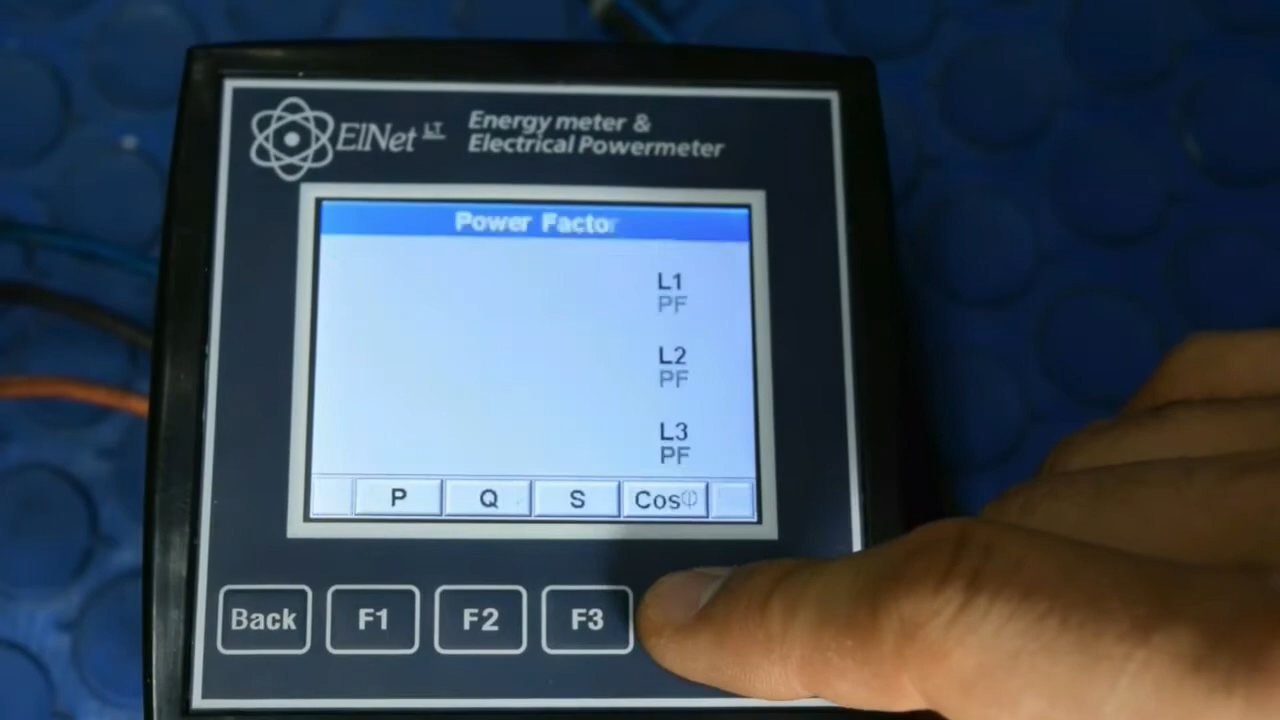 ElNet LT
Energy meter &
Electrical Powermeter
Power Factor
L1
PF
L2
PF
L3
PF
P Q S Cosφ
Back F1 F2 F3